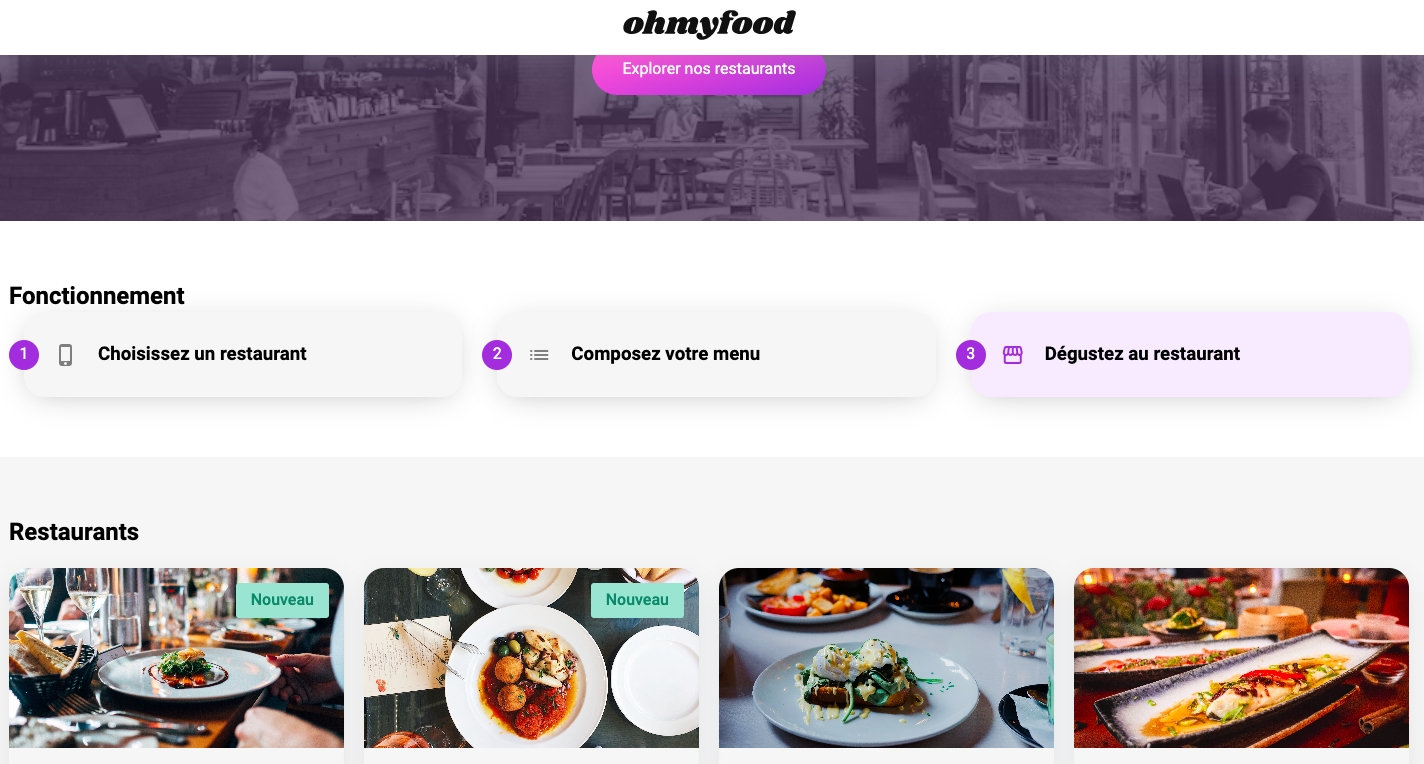 ohmyfood
Explorer nos restaurants
Fonctionnement
1 Choisissez un restaurant
2 Composez votre menu
3 Dégustez au restaurant
Restaurants
Nouveau
Nouveau